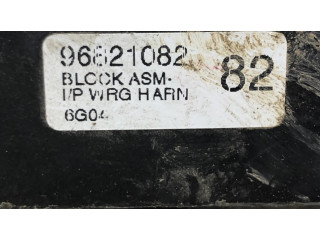 96821082 82
BLOCK ASM-
I/P WRG HARN
6G04